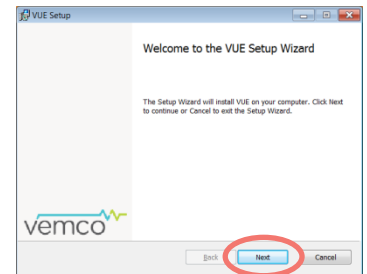 VUE Setup
Welcome to the VUE Setup Wizard
The Setup Wizard will install VUE on your computer. Click Next
to continue or Cancel to exit the Setup Wizard.
vemco
Back
Next
Cancel